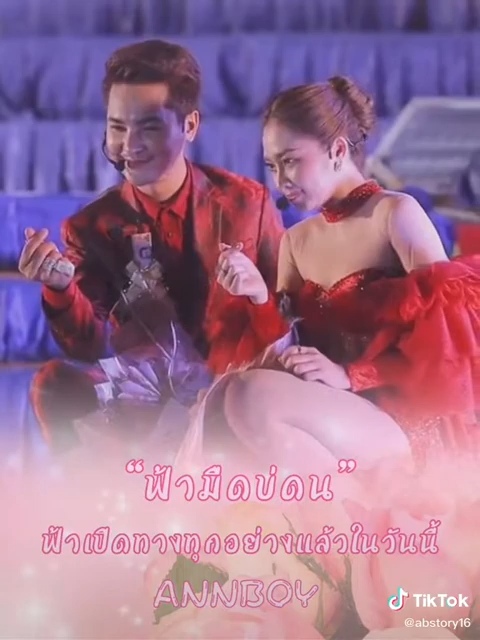 “ฟ้ามืดบ่ดน”
ฟ้าเปิดทางทุกอย่างแล้วในวันนี้
ANNBOY
TikTok
@abstory16